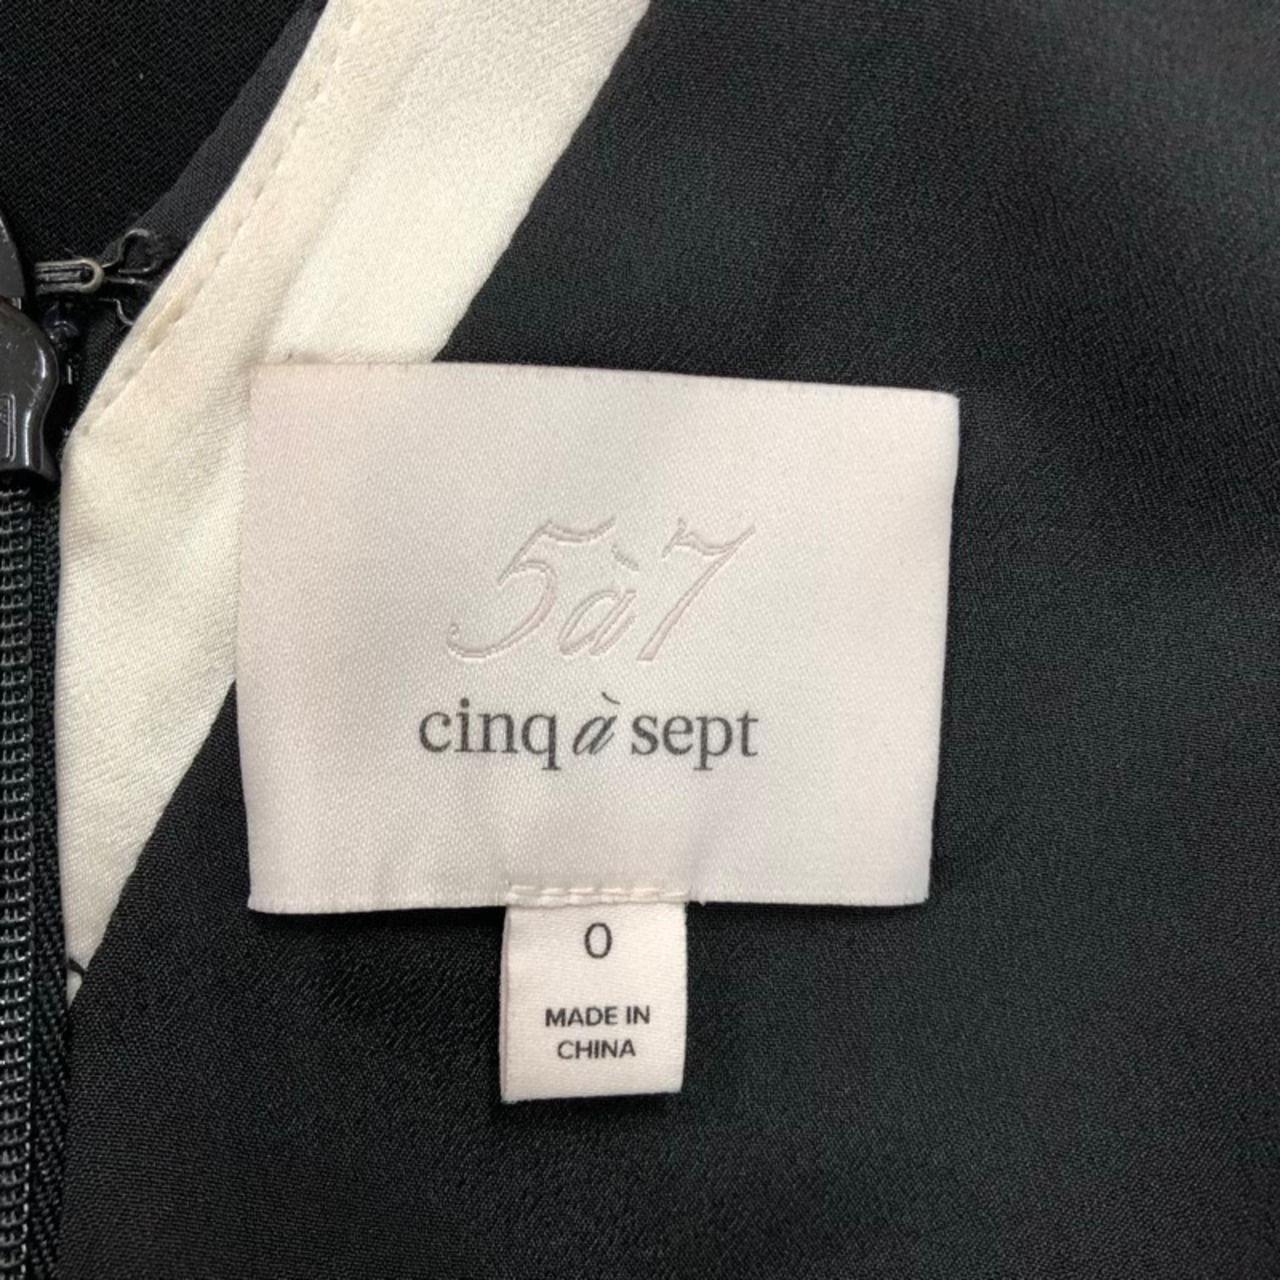 5à7
cinq à sept
0
MADE IN
CHINA